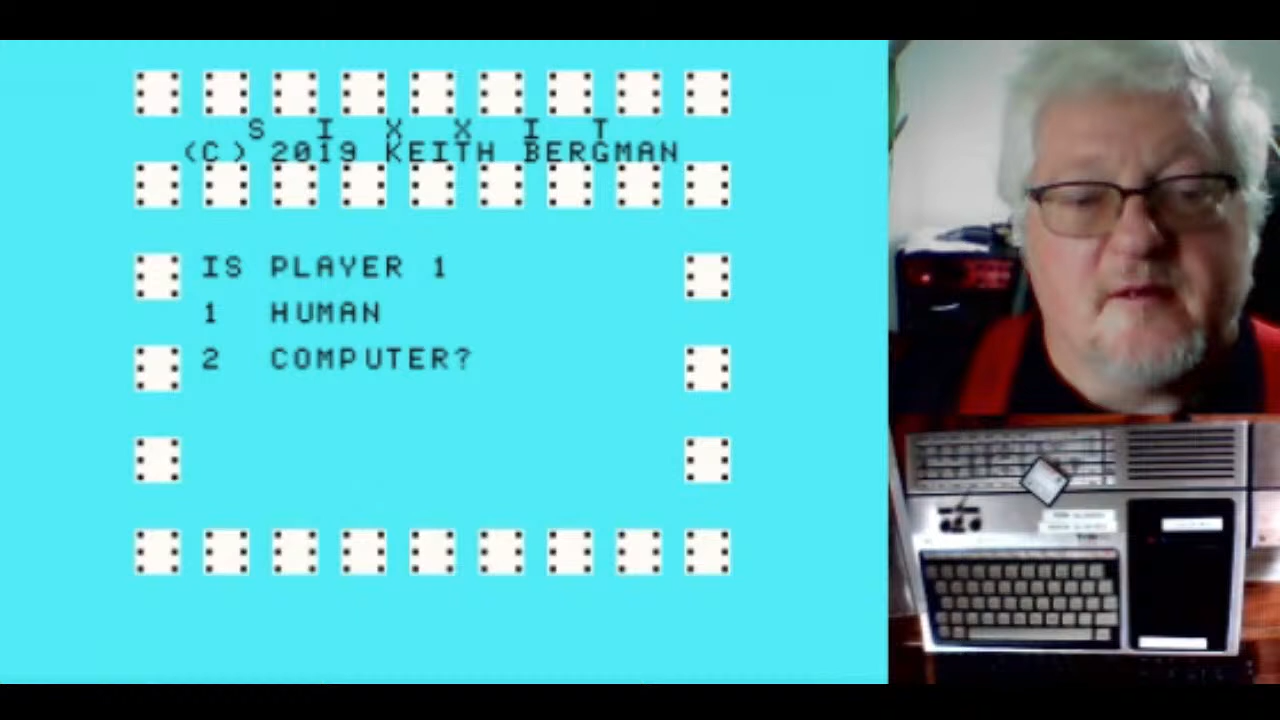 S I X X I T
(C) 2019 KEITH BERGMAN
IS PLAYER 1
1 HUMAN
2 COMPUTER?